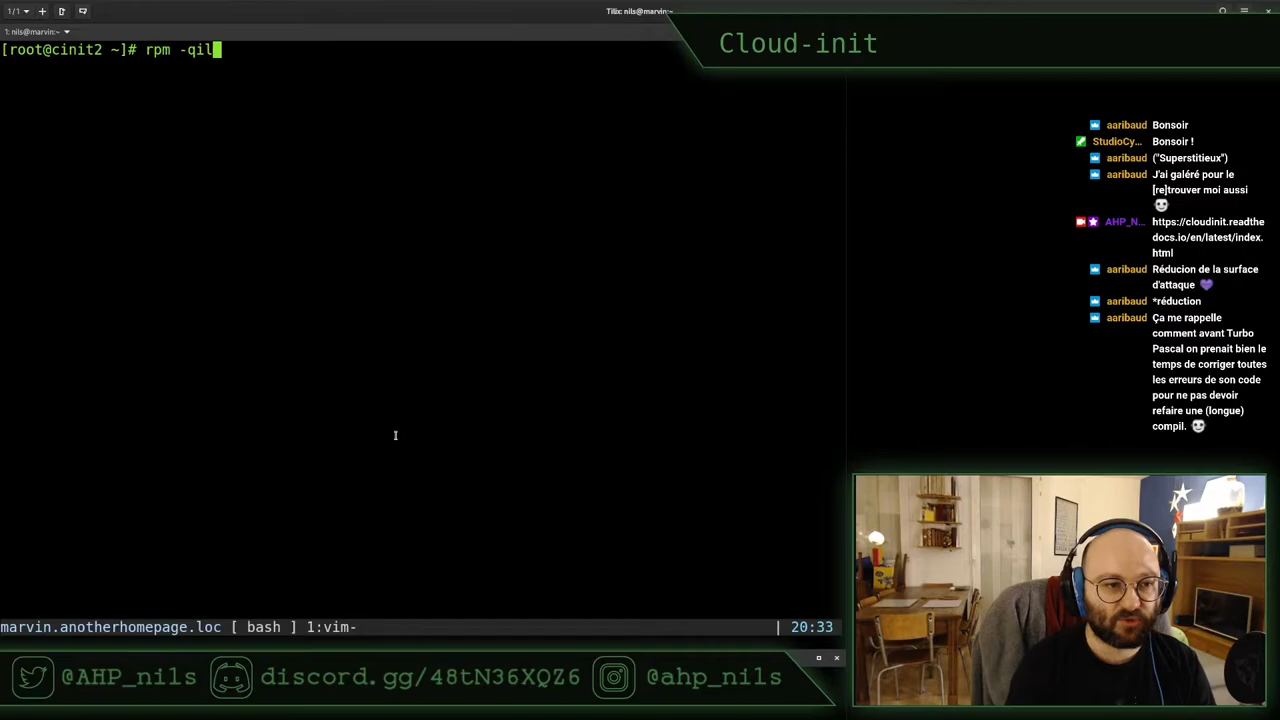 1/1
Tilix: nils@marvin:~
1: nils@marvin:~
[root@cinit2 ~]# rpm -qil
Cloud-init
aaribaud Bonsoir
StudioCy... Bonsoir !
aaribaud ("Superstitieux")
aaribaud J'ai galéré pour le
[re]trouver moi aussi
AHP_N... https://cloudinit.readthe
docs.io/en/latest/index.
html
aaribaud Réducion de la surface
d'attaque
aaribaud *réduction
aaribaud Ça me rappelle
comment avant Turbo
Pascal on prenait bien le
temps de corriger toutes
les erreurs de son code
pour ne pas devoir
refaire une (longue)
compil.
marvin.anotherhomepage.loc [ bash ] 1:vim- | 20:33
@AHP_nils discord.gg/48tN36XQZ6 @ahp_nils